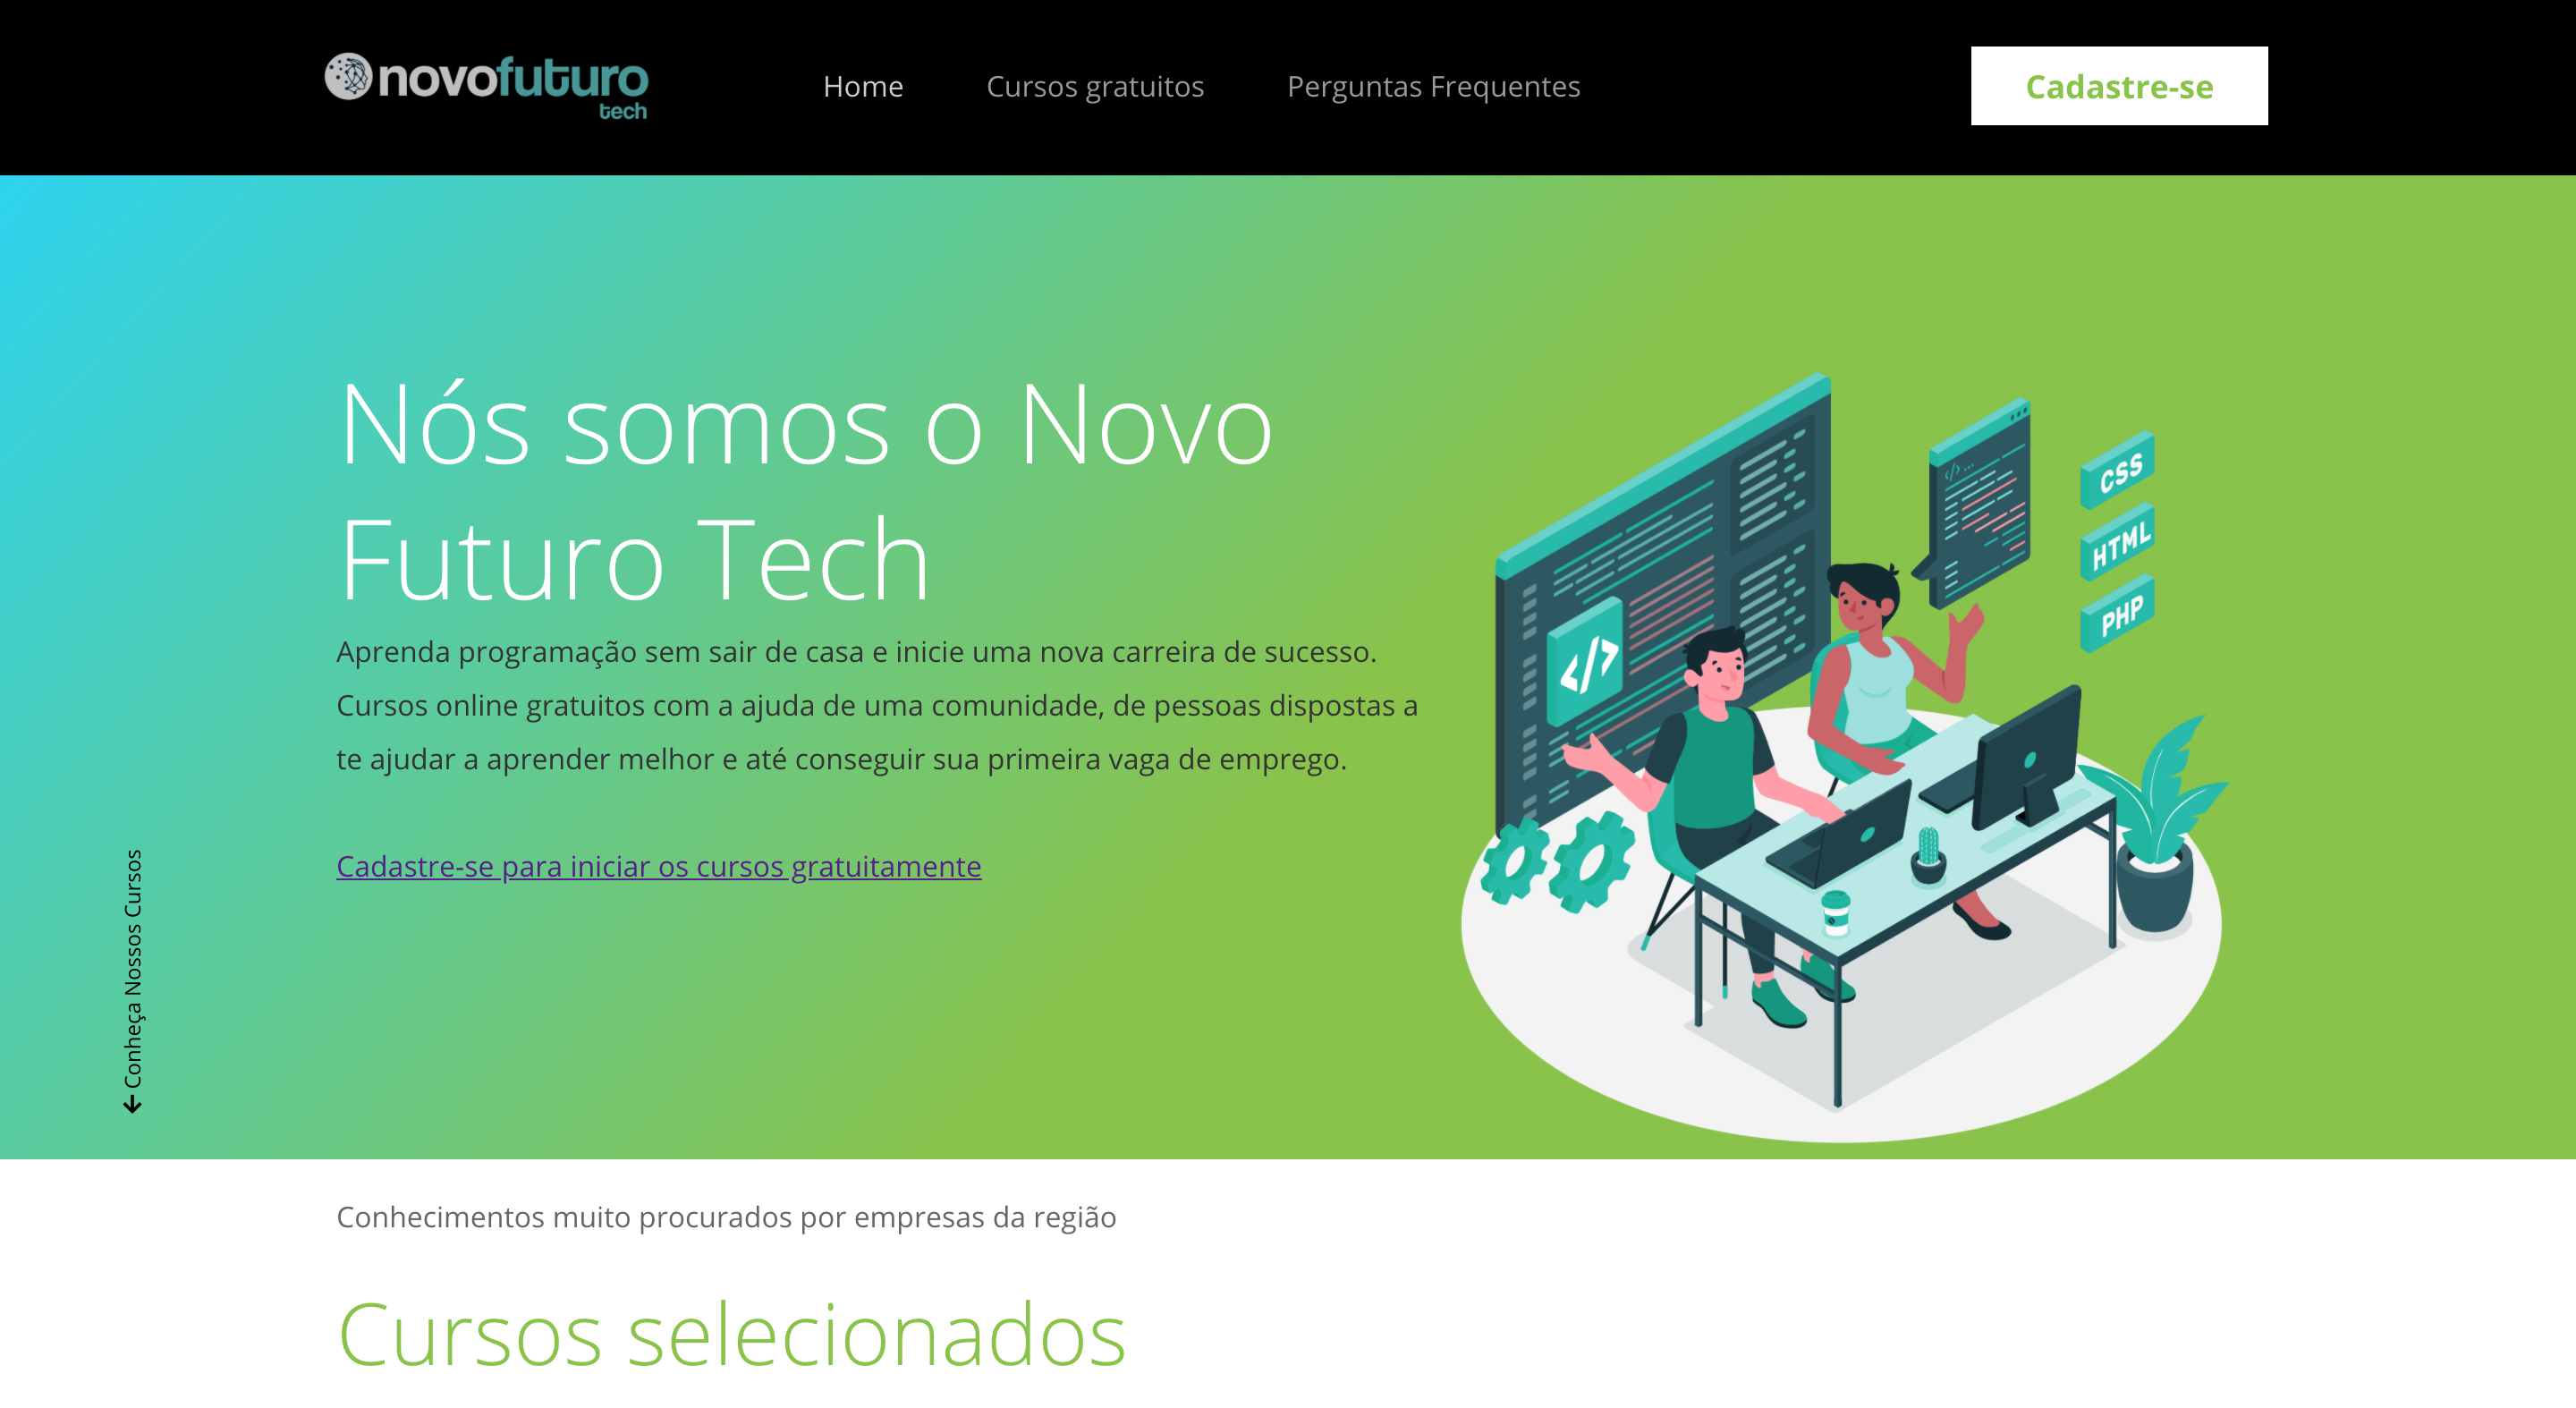 novofuturo
tech
Home
Cursos gratuitos
Perguntas Frequentes
Cadastre-se
Nós somos o Novo
Futuro Tech
Aprenda programação sem sair de casa e inicie uma nova carreira de sucesso.
Cursos online gratuitos com a ajuda de uma comunidade, de pessoas dispostas a
te ajudar a aprender melhor e até conseguir sua primeira vaga de emprego.
Cadastre-se para iniciar os cursos gratuitamente
</>
</>...
CSS
HTML
PHP
Conheça Nossos Cursos
Conhecimentos muito procurados por empresas da região
Cursos selecionados